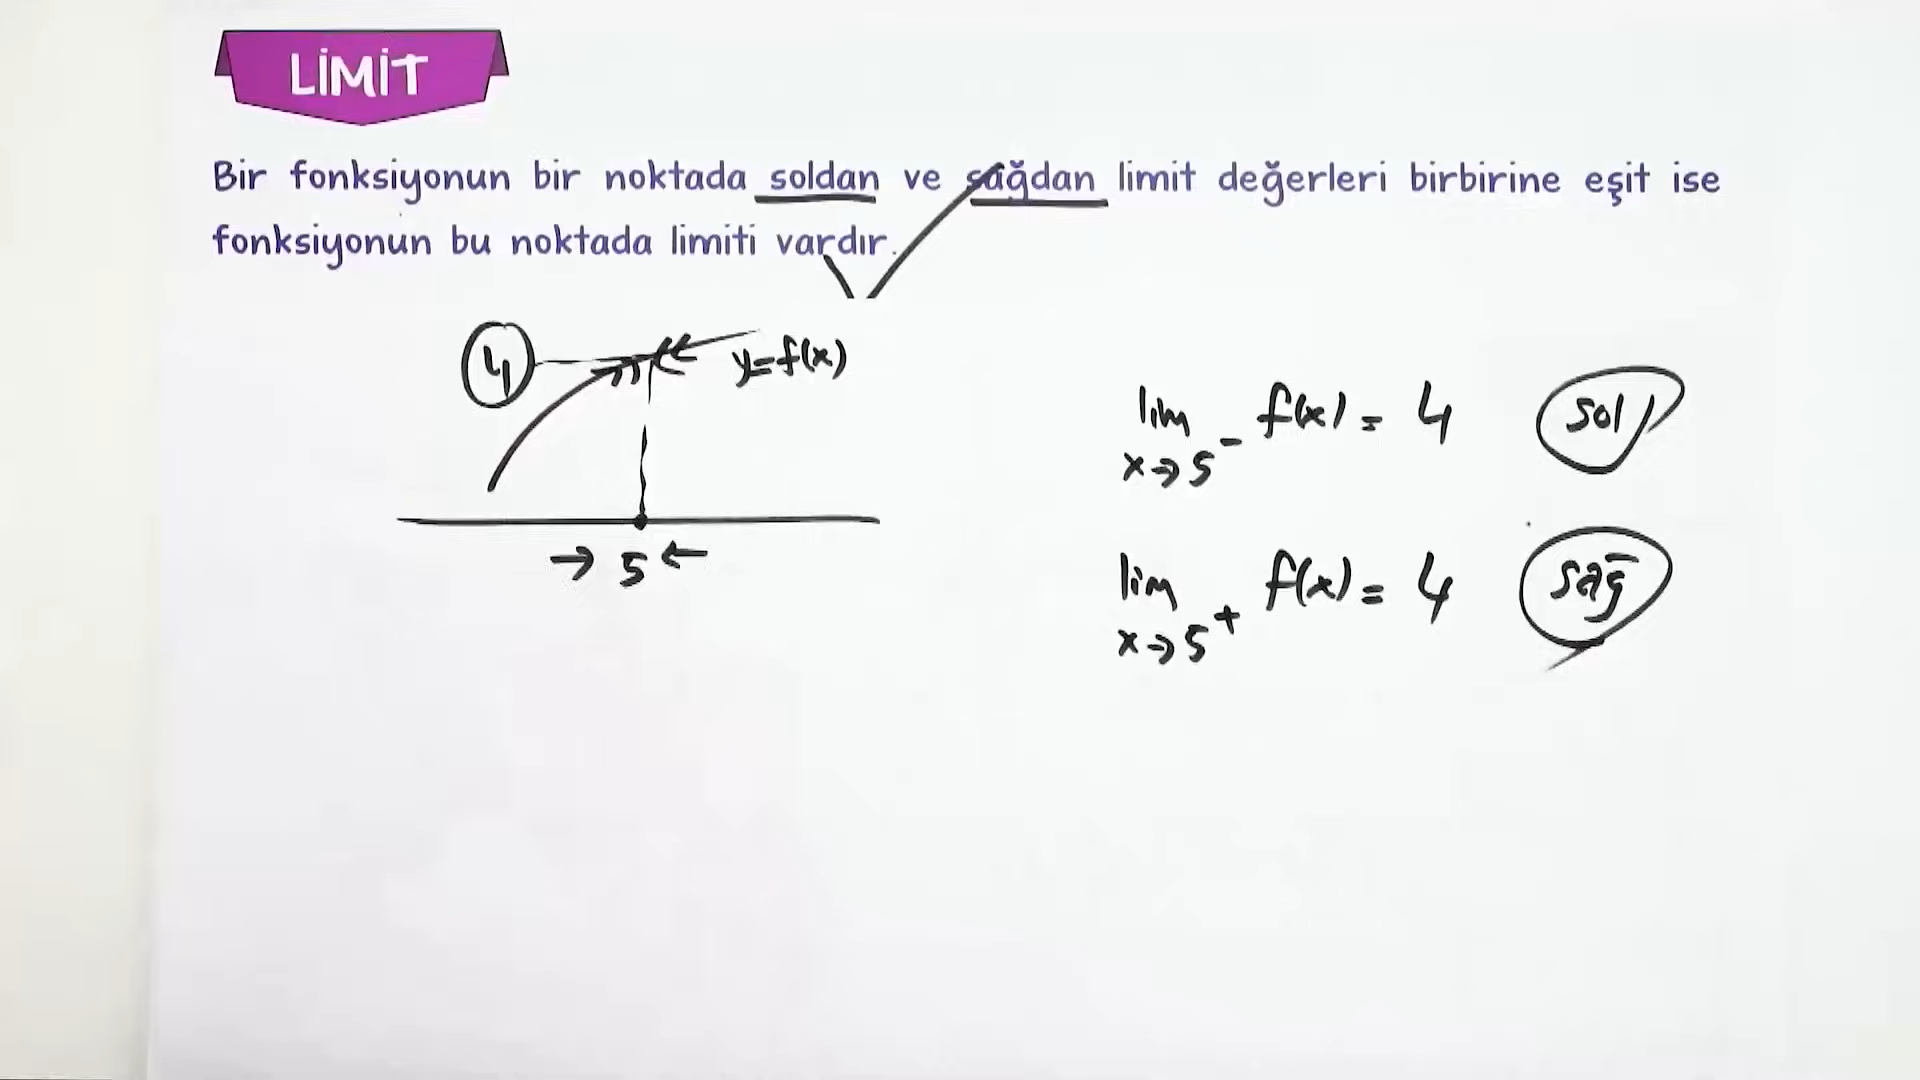 LİMİT
Bir fonksiyonun bir noktada soldan ve sağdan limit değerleri birbirine eşit ise
fonksiyonun bu noktada limiti vardır.
4
y=f(x)
→ 5 ←
lim f(x) = 4 sol
x→5⁻
lim f(x) = 4 sağ
x→5⁺